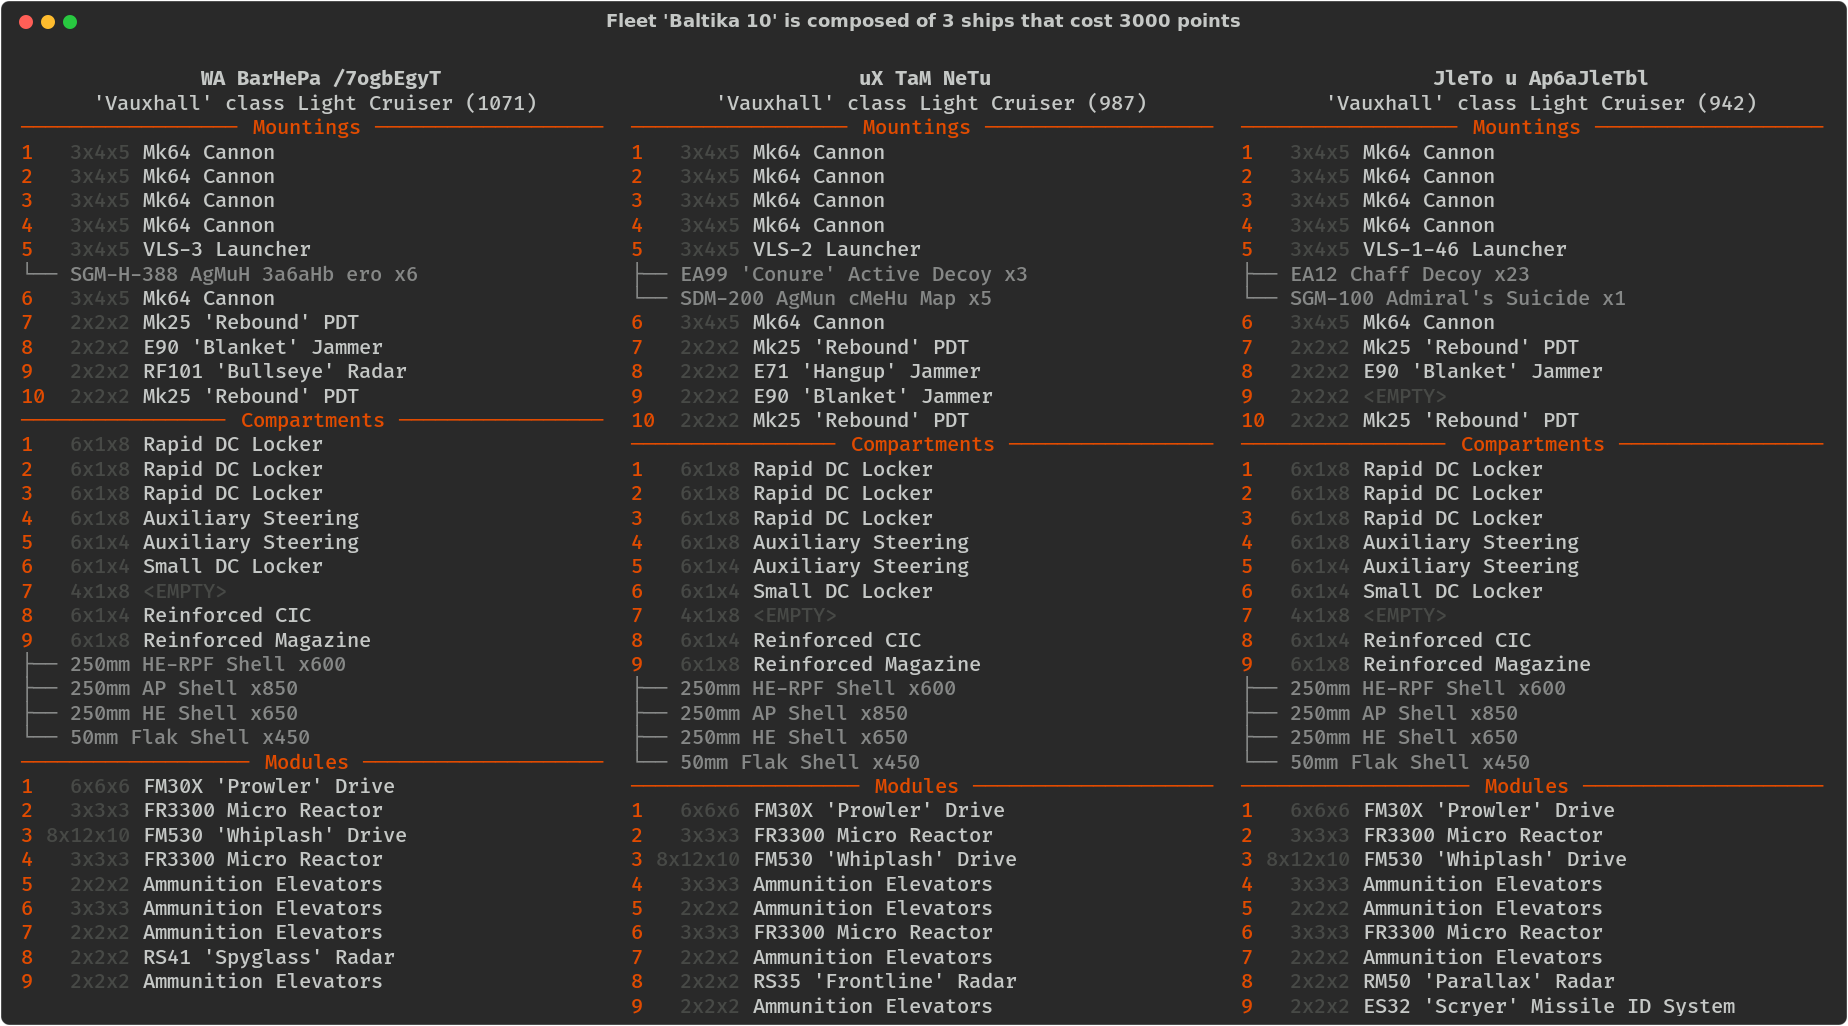 Fleet 'Baltika 10' is composed of 3 ships that cost 3000 points
WA BarHePa /7ogbEgyT
'Vauxhall' class Light Cruiser (1071)
Mountings
1 3x4x5 Mk64 Cannon
2 3x4x5 Mk64 Cannon
3 3x4x5 Mk64 Cannon
4 3x4x5 Mk64 Cannon
5 3x4x5 VLS-3 Launcher
SGM-H-388 AgMuH 3a6aHb ero x6
6 3x4x5 Mk64 Cannon
7 2x2x2 Mk25 'Rebound' PDT
8 2x2x2 E90 'Blanket' Jammer
9 2x2x2 RF101 'Bullseye' Radar
10 2x2x2 Mk25 'Rebound' PDT
Compartments
1 6x1x8 Rapid DC Locker
2 6x1x8 Rapid DC Locker
3 6x1x8 Rapid DC Locker
4 6x1x8 Auxiliary Steering
5 6x1x4 Auxiliary Steering
6 6x1x4 Small DC Locker
7 4x1x8 <EMPTY>
8 6x1x4 Reinforced CIC
9 6x1x8 Reinforced Magazine
250mm HE-RPF Shell x600
250mm AP Shell x850
250mm HE Shell x650
50mm Flak Shell x450
Modules
1 6x6x6 FM30X 'Prowler' Drive
2 3x3x3 FR3300 Micro Reactor
3 8x12x10 FM530 'Whiplash' Drive
4 3x3x3 FR3300 Micro Reactor
5 2x2x2 Ammunition Elevators
6 3x3x3 Ammunition Elevators
7 2x2x2 Ammunition Elevators
8 2x2x2 RS41 'Spyglass' Radar
9 2x2x2 Ammunition Elevators
uX TaM NeTu
'Vauxhall' class Light Cruiser (987)
Mountings
1 3x4x5 Mk64 Cannon
2 3x4x5 Mk64 Cannon
3 3x4x5 Mk64 Cannon
4 3x4x5 Mk64 Cannon
5 3x4x5 VLS-2 Launcher
EA99 'Conure' Active Decoy x3
SDM-200 AgMun cMeHu Map x5
6 3x4x5 Mk64 Cannon
7 2x2x2 Mk25 'Rebound' PDT
8 2x2x2 E71 'Hangup' Jammer
9 2x2x2 E90 'Blanket' Jammer
10 2x2x2 Mk25 'Rebound' PDT
Compartments
1 6x1x8 Rapid DC Locker
2 6x1x8 Rapid DC Locker
3 6x1x8 Rapid DC Locker
4 6x1x8 Auxiliary Steering
5 6x1x4 Auxiliary Steering
6 6x1x4 Small DC Locker
7 4x1x8 <EMPTY>
8 6x1x4 Reinforced CIC
9 6x1x8 Reinforced Magazine
250mm HE-RPF Shell x600
250mm AP Shell x850
250mm HE Shell x650
50mm Flak Shell x450
Modules
1 6x6x6 FM30X 'Prowler' Drive
2 3x3x3 FR3300 Micro Reactor
3 8x12x10 FM530 'Whiplash' Drive
4 3x3x3 Ammunition Elevators
5 2x2x2 Ammunition Elevators
6 3x3x3 FR3300 Micro Reactor
7 2x2x2 Ammunition Elevators
8 2x2x2 RS35 'Frontline' Radar
9 2x2x2 Ammunition Elevators
JleTo u Ap6aJleTbl
'Vauxhall' class Light Cruiser (942)
Mountings
1 3x4x5 Mk64 Cannon
2 3x4x5 Mk64 Cannon
3 3x4x5 Mk64 Cannon
4 3x4x5 Mk64 Cannon
5 3x4x5 VLS-1-46 Launcher
EA12 Chaff Decoy x23
SGM-100 Admiral's Suicide x1
6 3x4x5 Mk64 Cannon
7 2x2x2 Mk25 'Rebound' PDT
8 2x2x2 E90 'Blanket' Jammer
9 2x2x2 <EMPTY>
10 2x2x2 Mk25 'Rebound' PDT
Compartments
1 6x1x8 Rapid DC Locker
2 6x1x8 Rapid DC Locker
3 6x1x8 Rapid DC Locker
4 6x1x8 Auxiliary Steering
5 6x1x4 Auxiliary Steering
6 6x1x4 Small DC Locker
7 4x1x8 <EMPTY>
8 6x1x4 Reinforced CIC
9 6x1x8 Reinforced Magazine
250mm HE-RPF Shell x600
250mm AP Shell x850
250mm HE Shell x650
50mm Flak Shell x450
Modules
1 6x6x6 FM30X 'Prowler' Drive
2 3x3x3 FR3300 Micro Reactor
3 8x12x10 FM530 'Whiplash' Drive
4 3x3x3 Ammunition Elevators
5 2x2x2 Ammunition Elevators
6 3x3x3 FR3300 Micro Reactor
7 2x2x2 Ammunition Elevators
8 2x2x2 RM50 'Parallax' Radar
9 2x2x2 ES32 'Scryer' Missile ID System